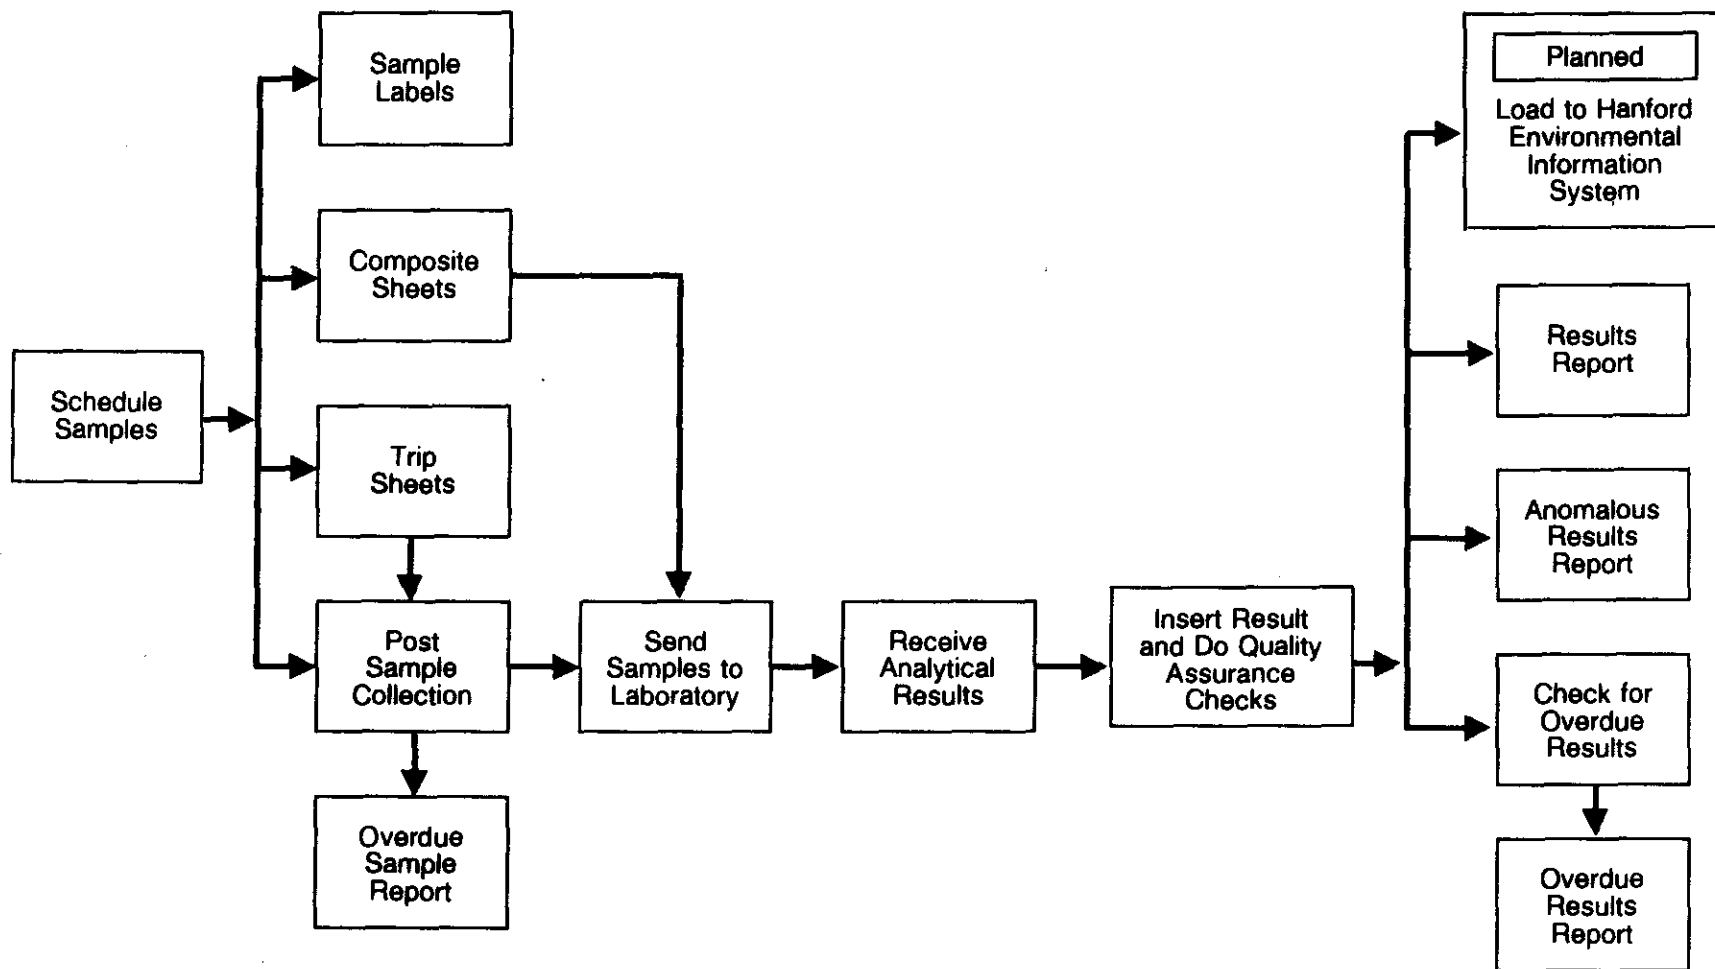 Schedule
Samples
Sample
Labels
Composite
Sheets
Trip
Sheets
Post
Sample
Collection
Overdue
Sample
Report
Send
Samples to
Laboratory
Receive
Analytical
Results
Insert Result
and Do Quality
Assurance
Checks
Planned
Load to Hanford
Environmental
Information
System
Results
Report
Anomalous
Results
Report
Check for
Overdue
Results
Overdue
Results
Report